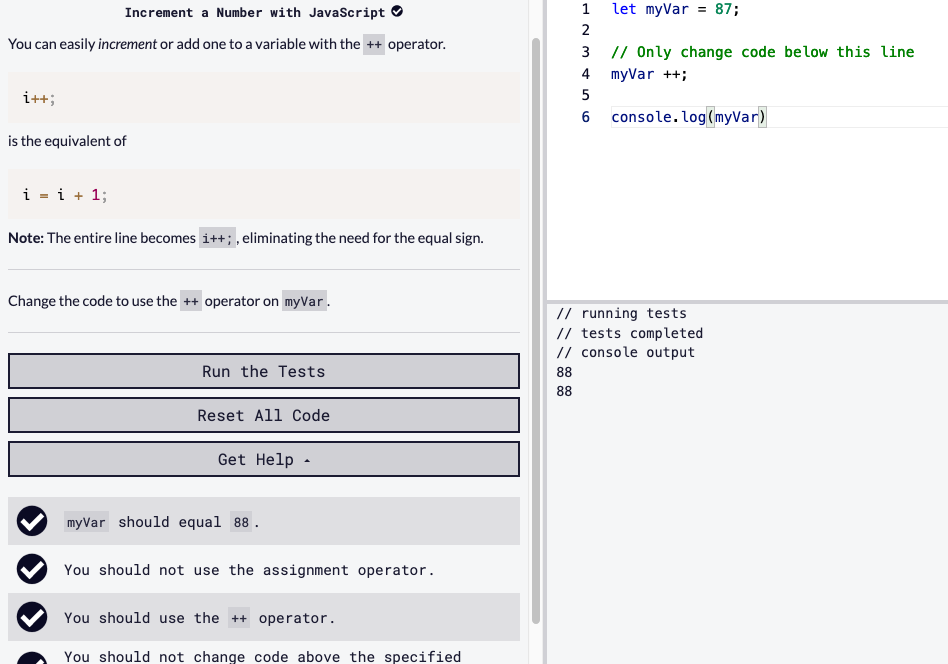 Increment a Number with JavaScript
You can easily increment or add one to a variable with the ++ operator.
i++;
is the equivalent of
i = i + 1;
Note: The entire line becomes i++;, eliminating the need for the equal sign.
Change the code to use the ++ operator on myVar.
Run the Tests
Reset All Code
Get Help
myVar should equal 88.
You should not use the assignment operator.
You should use the ++ operator.
You should not change code above the specified
1 let myVar = 87;
2
3 // Only change code below this line
4 myVar ++;
5
6 console.log(myVar)
// running tests
// tests completed
// console output
88
88